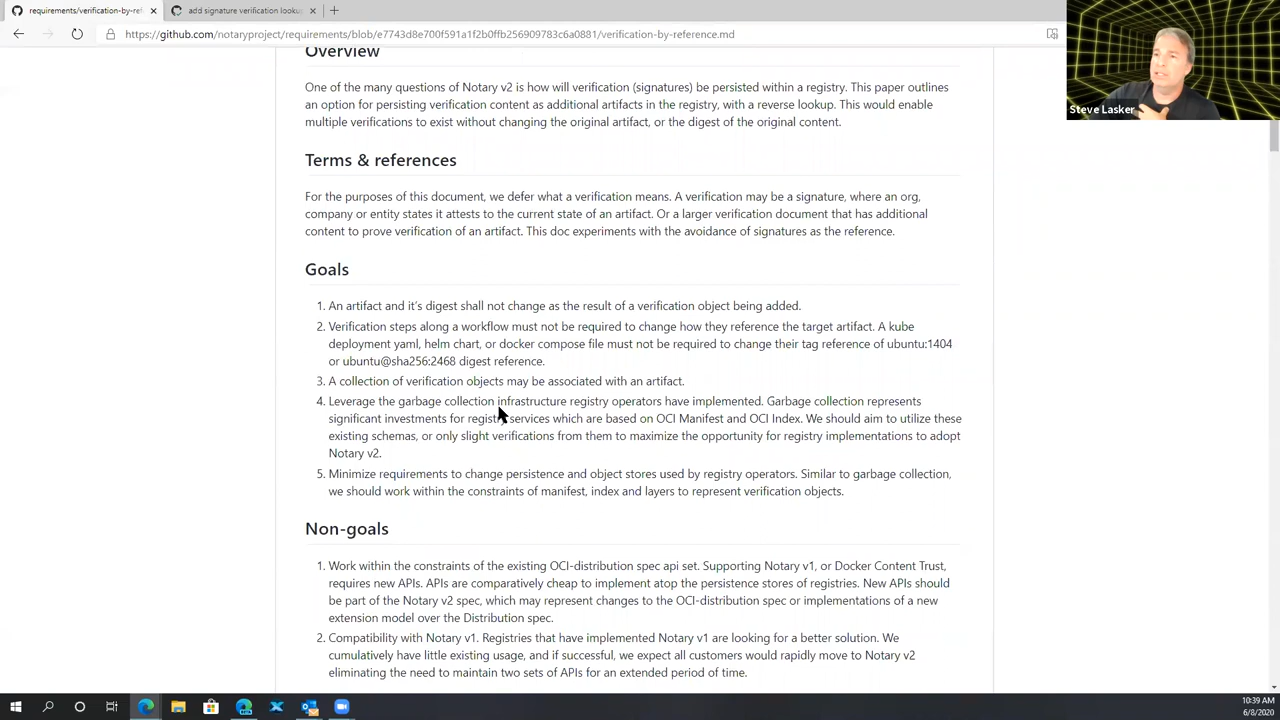 requirements/verification-by-ref
add signature verification looku
https://github.com/notaryproject/requirements/blob/e7743d8e700f591a1f2b0ffb256909783c6a0881/verification-by-reference.md
Steve Lasker
Overview
One of the many questions of Notary v2 is how will verification (signatures) be persisted within a registry. This paper outlines
an option for persisting verification content as additional artifacts in the registry, with a reverse lookup. This would enable
multiple verifications to exist without changing the original artifact, or the digest of the original content.
Terms & references
For the purposes of this document, we defer what a verification means. A verification may be a signature, where an org,
company or entity states it attests to the current state of an artifact. Or a larger verification document that has additional
content to prove verification of an artifact. This doc experiments with the avoidance of signatures as the reference.
Goals
1. An artifact and it's digest shall not change as the result of a verification object being added.
2. Verification steps along a workflow must not be required to change how they reference the target artifact. A kube
deployment yaml, helm chart, or docker compose file must not be required to change their tag reference of ubuntu:1404
or ubuntu@sha256:2468 digest reference.
3. A collection of verification objects may be associated with an artifact.
4. Leverage the garbage collection infrastructure registry operators have implemented. Garbage collection represents
significant investments for registry services which are based on OCI Manifest and OCI Index. We should aim to utilize these
existing schemas, or only slight verifications from them to maximize the opportunity for registry implementations to adopt
Notary v2.
5. Minimize requirements to change persistence and object stores used by registry operators. Similar to garbage collection,
we should work within the constraints of manifest, index and layers to represent verification objects.
Non-goals
1. Work within the constraints of the existing OCI-distribution spec api set. Supporting Notary v1, or Docker Content Trust,
requires new APIs. APIs are comparatively cheap to implement atop the persistence stores of registries. New APIs should
be part of the Notary v2 spec, which may represent changes to the OCI-distribution spec or implementations of a new
extension model over the Distribution spec.
2. Compatibility with Notary v1. Registries that have implemented Notary v1 are looking for a better solution. We
cumulatively have little existing usage, and if successful, we expect all customers would rapidly move to Notary v2
eliminating the need to maintain two sets of APIs for an extended period of time.
10:39 AM
6/8/2020